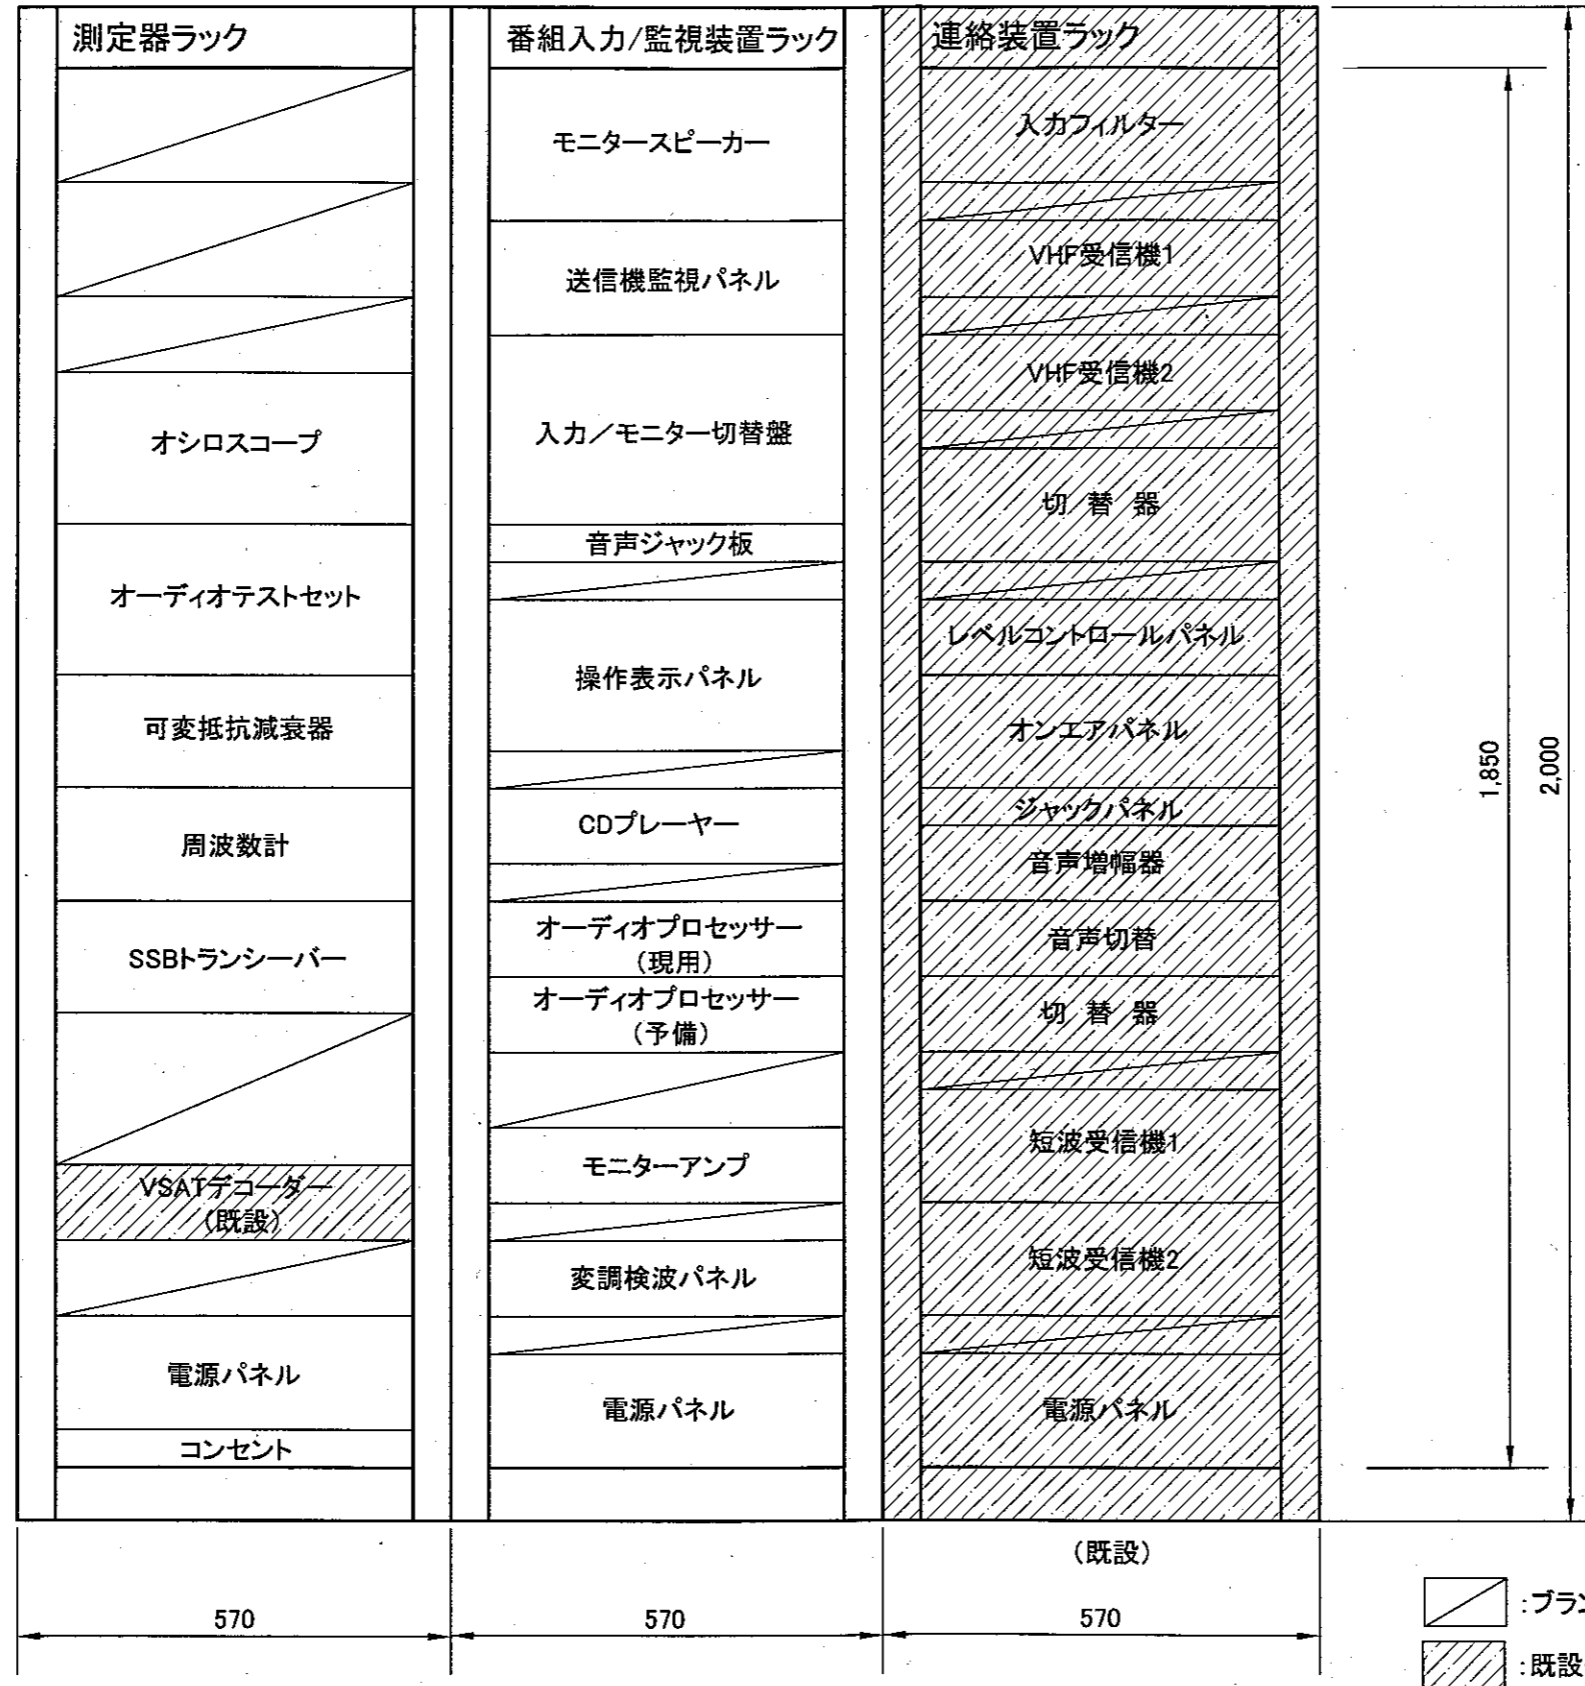 測定器ラック
オシロスコープ
オーディオテストセット
可変抵抗減衰器
周波数計
SSBトランシーバー
VSATデコーダー
(既設)
電源パネル
コンセント
番組入力/監視装置ラック
モニタースピーカー
送信機監視パネル
入力／モニター切替盤
音声ジャック板
操作表示パネル
CDプレーヤー
オーディオプロセッサー
(現用)
オーディオプロセッサー
(予備)
モニターアンプ
変調検波パネル
電源パネル
連絡装置ラック
入力フィルター
VHF受信機1
VHF受信機2
切 替 器
レベルコントロールパネル
オンエアパネル
ジャックパネル
音声増幅器
音声切替
切 替 器
短波受信機1
短波受信機2
電源パネル
(既設)
1,850
2,000
570
570
570
:ブラン
:既設